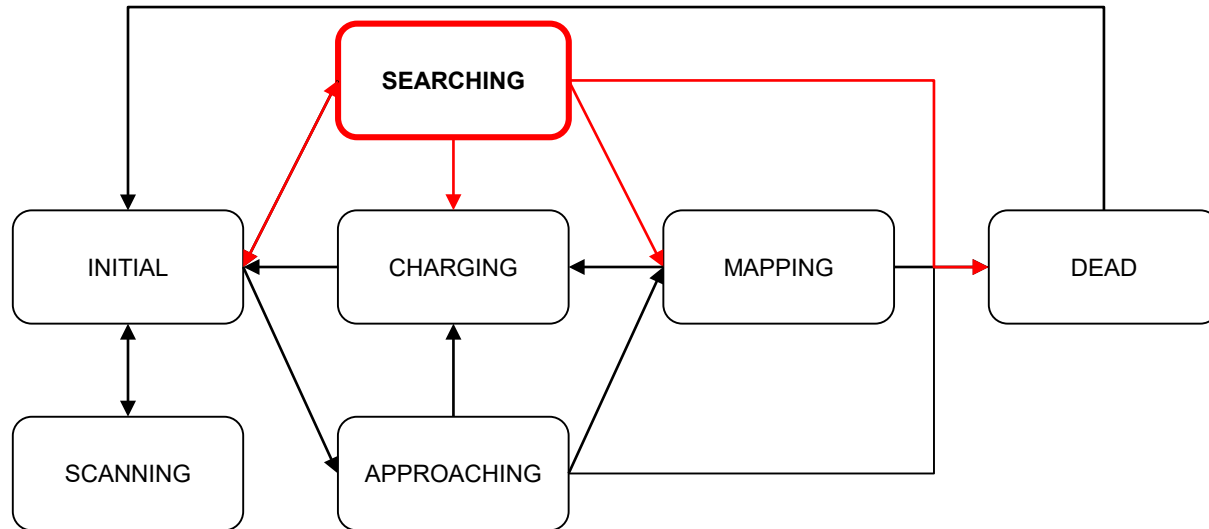 SEARCHING
INITIAL
CHARGING
MAPPING
DEAD
SCANNING
APPROACHING